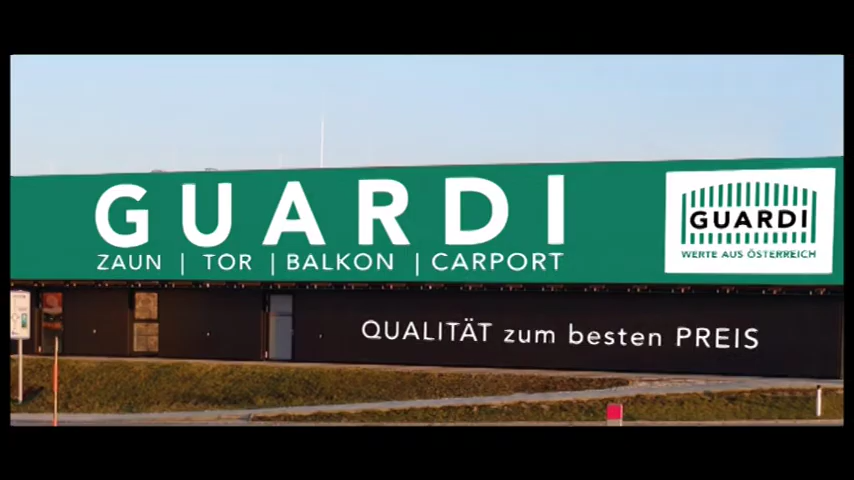 GUARDI
ZAUN | TOR | BALKON | CARPORT
GUARDI
WERTE AUS ÖSTERREICH
QUALITÄT zum besten PREIS